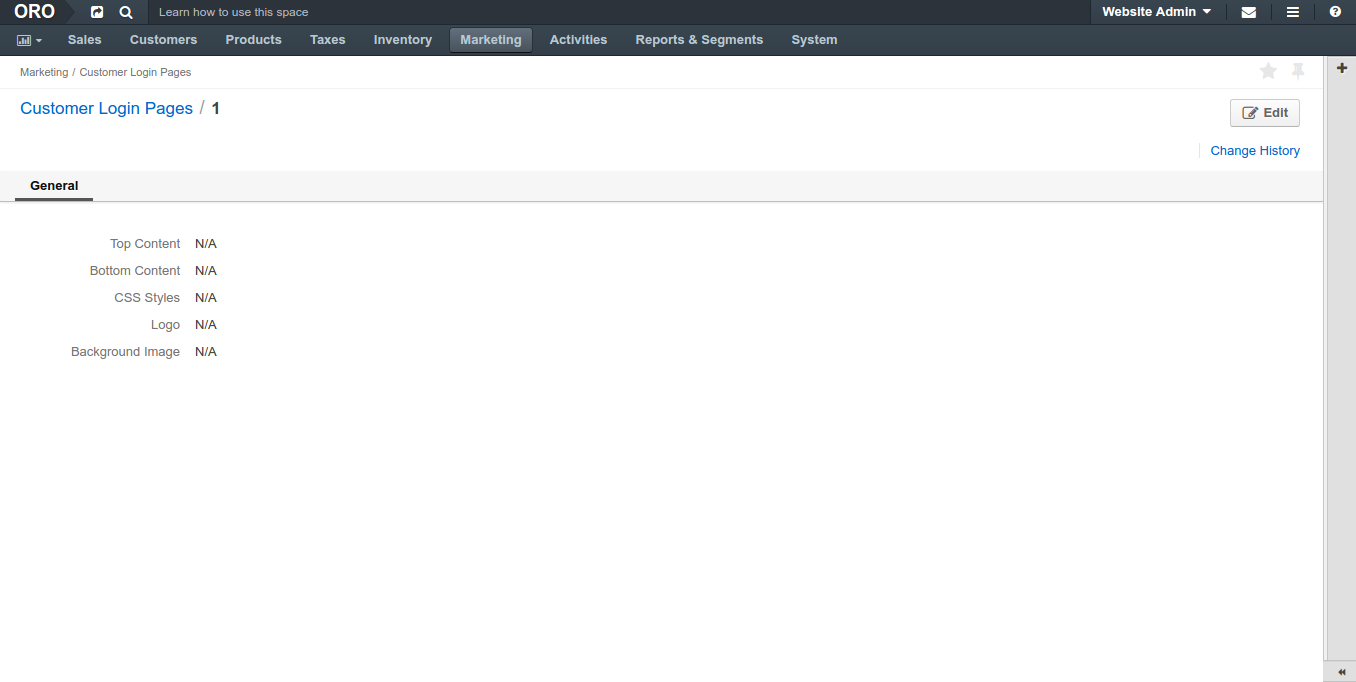 ORO Learn how to use this space Website Admin
Sales Customers Products Taxes Inventory Marketing Activities Reports & Segments System
Marketing / Customer Login Pages
Customer Login Pages / 1
Edit
Change History
General
Top Content N/A
Bottom Content N/A
CSS Styles N/A
Logo N/A
Background Image N/A